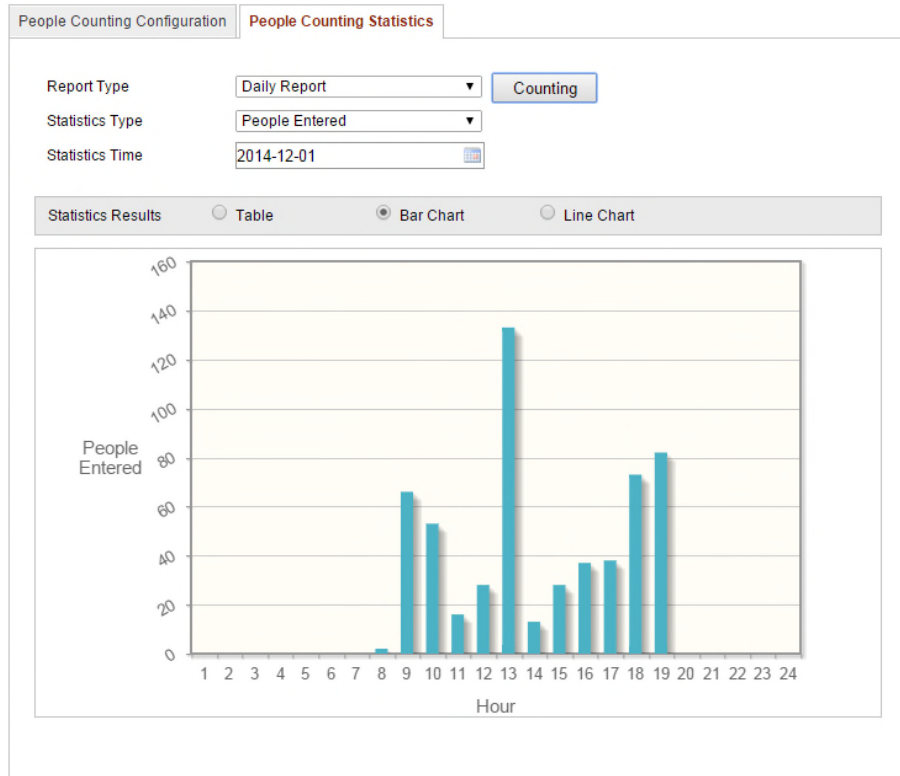 People Counting Configuration People Counting Statistics
Report Type Daily Report Counting
Statistics Type People Entered
Statistics Time 2014-12-01
Statistics Results Table Bar Chart Line Chart
160
140
120
100
People
Entered
80
60
40
20
0
1 2 3 4 5 6 7 8 9 10 11 12 13 14 15 16 17 18 19 20 21 22 23 24
Hour